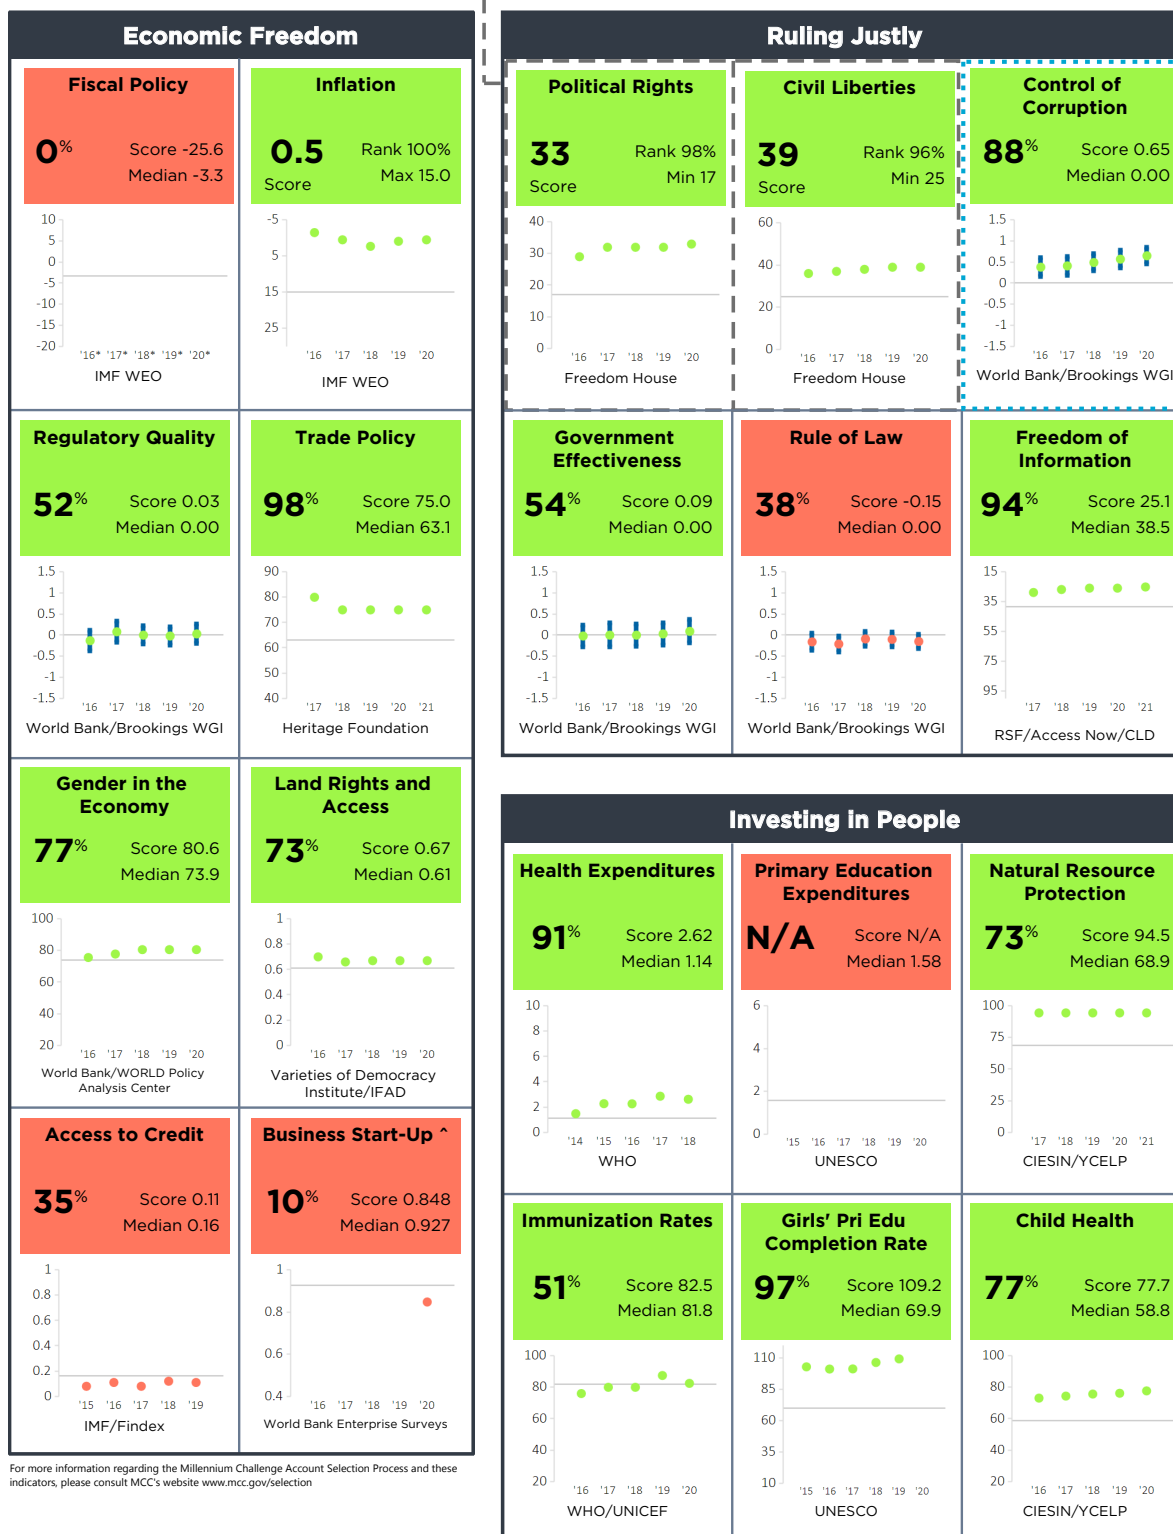 Economic Freedom
Fiscal Policy
0%
Score -25.6
Median -3.3
10
5
0
-5
-10
-15
-20
'16* '17* '18* '19* '20*
IMF WEO
Inflation
0.5
Score
Rank 100%
Max 15.0
-5
5
15
25
'16 '17 '18 '19 '20
IMF WEO
Regulatory Quality
52%
Score 0.03
Median 0.00
1.5
1
0.5
0
-0.5
-1
-1.5
'16 '17 '18 '19 '20
World Bank/Brookings WGI
Trade Policy
98%
Score 75.0
Median 63.1
90
80
70
60
50
40
'17 '18 '19 '20 '21
Heritage Foundation
Gender in the
Economy
77%
Score 80.6
Median 73.9
100
80
60
40
20
'16 '17 '18 '19 '20
World Bank/WORLD Policy
Analysis Center
Land Rights and
Access
73%
Score 0.67
Median 0.61
1
0.8
0.6
0.4
0.2
0
'16 '17 '18 '19 '20
Varieties of Democracy
Institute/IFAD
Access to Credit
35%
Score 0.11
Median 0.16
1
0.8
0.6
0.4
0.2
0
'15 '16 '17 '18 '19
IMF/Findex
Business Start-Up ^
10%
Score 0.848
Median 0.927
1
0.8
0.6
0.4
'16 '17 '18 '19 '20
World Bank Enterprise Surveys
For more information regarding the Millennium Challenge Account Selection Process and these
indicators, please consult MCC's website www.mcc.gov/selection
Ruling Justly
Political Rights
33
Score
Rank 98%
Min 17
40
30
20
10
0
'16 '17 '18 '19 '20
Freedom House
Civil Liberties
39
Score
Rank 96%
Min 25
60
40
20
0
'16 '17 '18 '19 '20
Freedom House
Control of
Corruption
88%
Score 0.65
Median 0.00
1.5
1
0.5
0
-0.5
-1
-1.5
'16 '17 '18 '19 '20
World Bank/Brookings WGI
Government
Effectiveness
54%
Score 0.09
Median 0.00
1.5
1
0.5
0
-0.5
-1
-1.5
'16 '17 '18 '19 '20
World Bank/Brookings WGI
Rule of Law
38%
Score -0.15
Median 0.00
1.5
1
0.5
0
-0.5
-1
-1.5
'16 '17 '18 '19 '20
World Bank/Brookings WGI
Freedom of
Information
94%
Score 25.1
Median 38.5
15
35
55
75
95
'17 '18 '19 '20 '21
RSF/Access Now/CLD
Investing in People
Health Expenditures
91%
Score 2.62
Median 1.14
10
8
6
4
2
0
'14 '15 '16 '17 '18
WHO
Primary Education
Expenditures
N/A
Score N/A
Median 1.58
6
4
2
0
'15 '16 '17 '18 '19 '20
UNESCO
Natural Resource
Protection
73%
Score 94.5
Median 68.9
100
75
50
25
0
'17 '18 '19 '20 '21
CIESIN/YCELP
Immunization Rates
51%
Score 82.5
Median 81.8
100
80
60
40
20
'16 '17 '18 '19 '20
WHO/UNICEF
Girls' Pri Edu
Completion Rate
97%
Score 109.2
Median 69.9
110
85
60
35
10
'15 '16 '17 '18 '19 '20
UNESCO
Child Health
77%
Score 77.7
Median 58.8
100
80
60
40
20
'16 '17 '18 '19 '20
CIESIN/YCELP